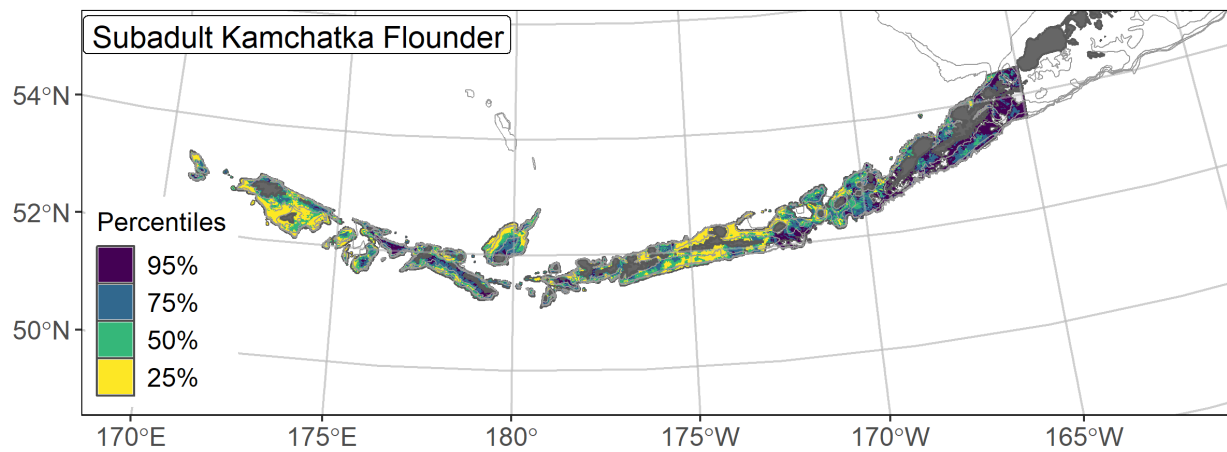 Subadult Kamchatka Flounder
54°N
52°N
50°N
Percentiles
95%
75%
50%
25%
170°E
175°E
180°
175°W
170°W
165°W